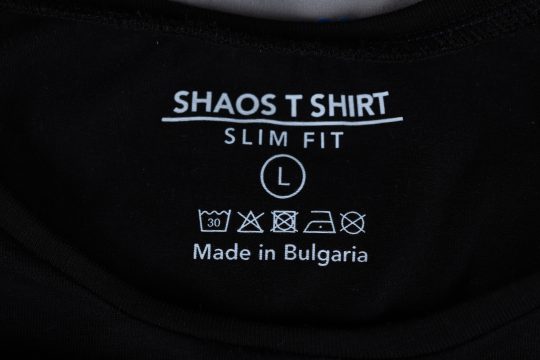 SHAOS T SHIRT
SLIM FIT
L
30
Made in Bulgaria